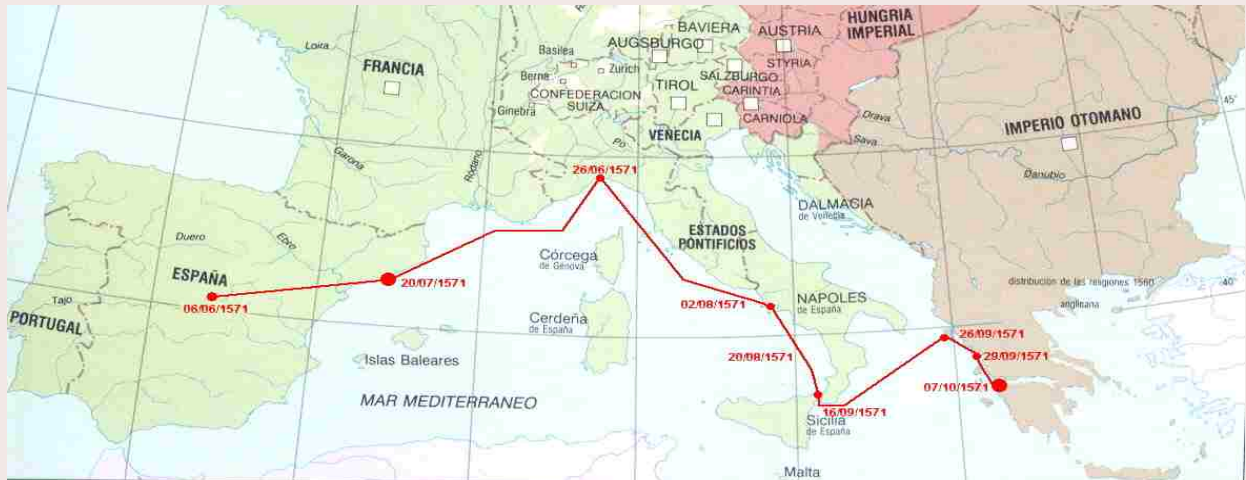 HUNGRIA
IMPERIAL
BAVIERA
AUSTRIA
AUGSBURGO
STYRIA
Loira
Basilea
Zurich
FRANCIA
Berne
SALZBURGO
CARINTIA
TIROL
CONFEDERACION
SUIZA
Ginebra
CARNIOLA
Drava
45°
IMPERIO OTOMANO
VENECIA
Sava
Po
Garona
Rodano
26/06/1571
Danubio
DALMACIA
de Venecia
Duero
Ebro
ESTADOS
PONTIFICIOS
Córcega
de Génova
ESPAÑA
20/07/1571
distribucion de las religiones 1560
40°
Tajo
06/06/1571
02/08/1571
NAPOLES
de España
anglicana
PORTUGAL
Cerdeña
de España
26/09/1571
Islas Baleares
20/08/1571
29/09/1571
07/10/1571
MAR MEDITERRANEO
16/09/1571
Sicilia
de España
Malta